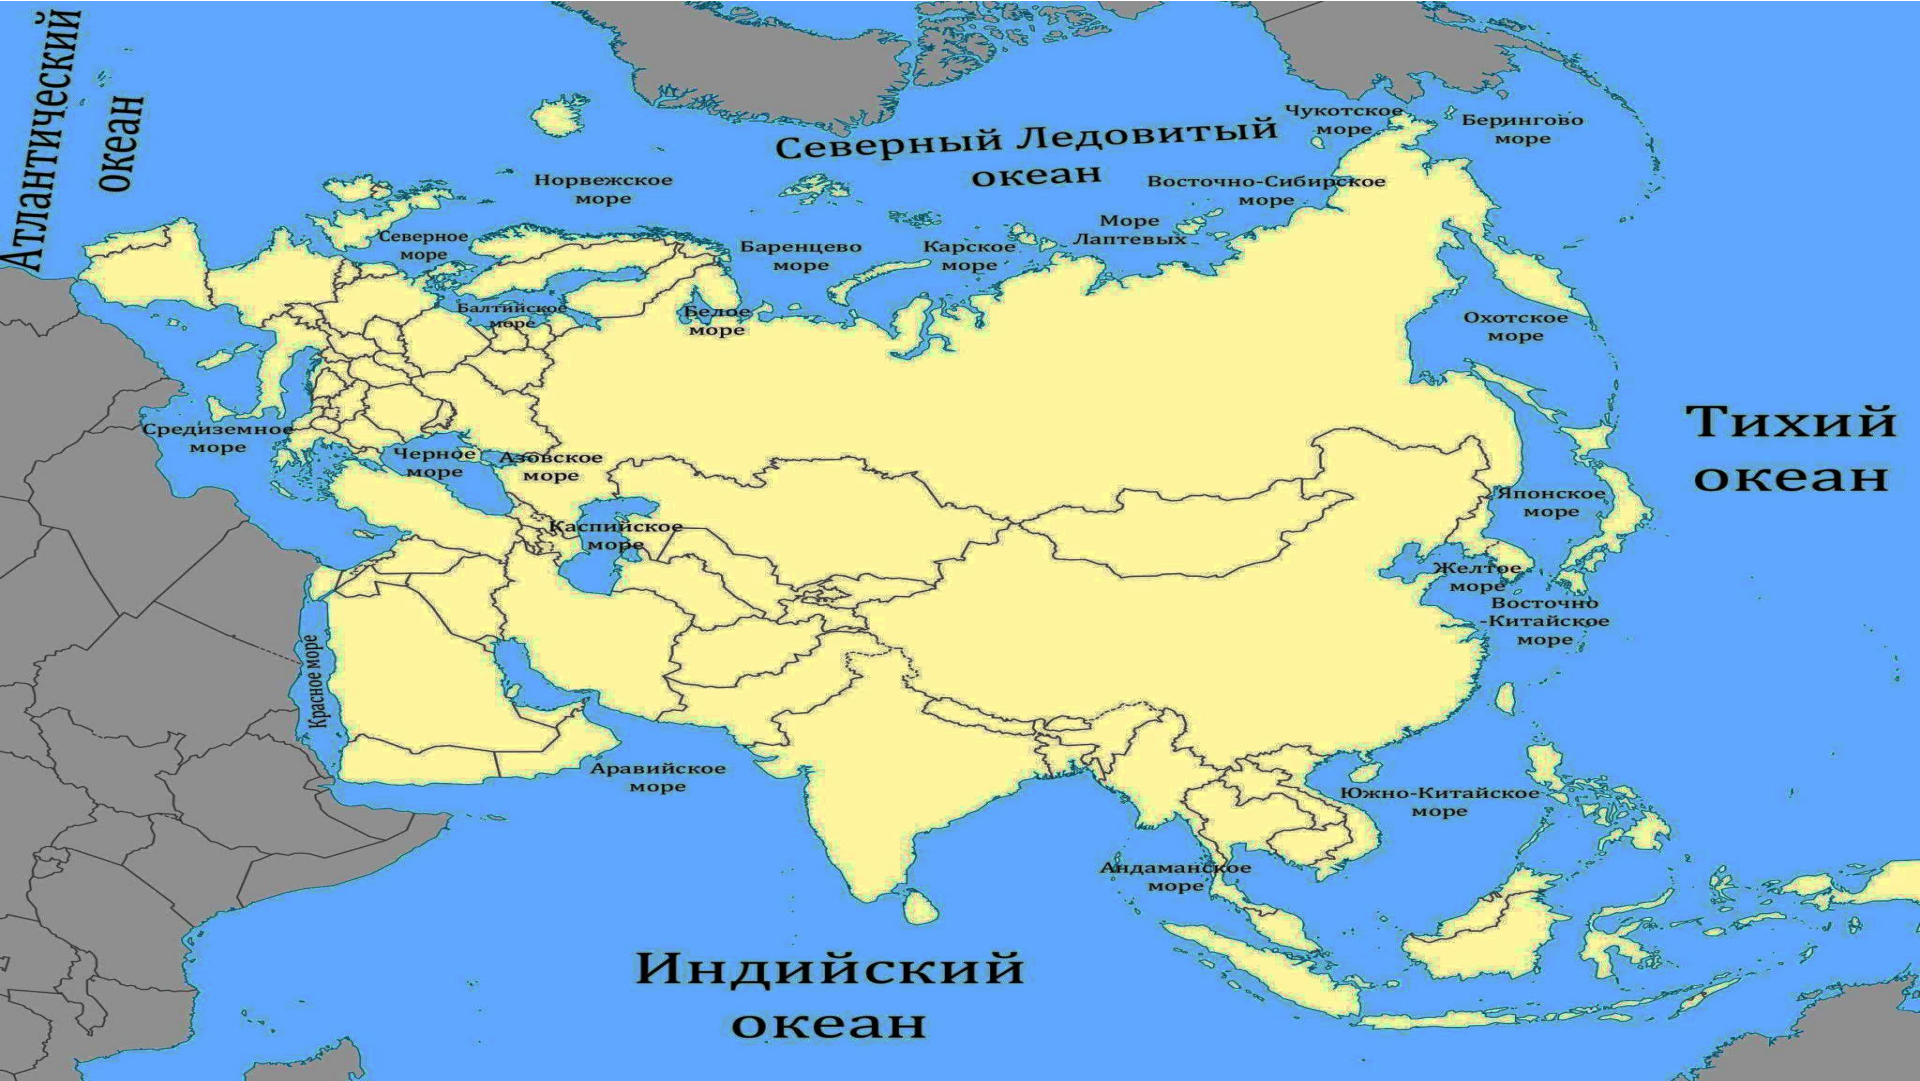 Атлантический
океан
Северный Ледовитый
океан
Чукотское
море
Берингово
море
Норвежское
море
Восточно-Сибирское
море
Море
Лаптевых
Северное
море
Баренцево
море
Карское
море
Балтийское
море
Белое
море
Охотское
море
Тихий
океан
Средиземное
море
Черное
море
Азовское
море
Японское
море
Каспийское
море
Желтое
море
Восточно
-Китайское
море
Красное море
Аравийское
море
Южно-Китайское
море
Андаманское
море
Индийский
океан